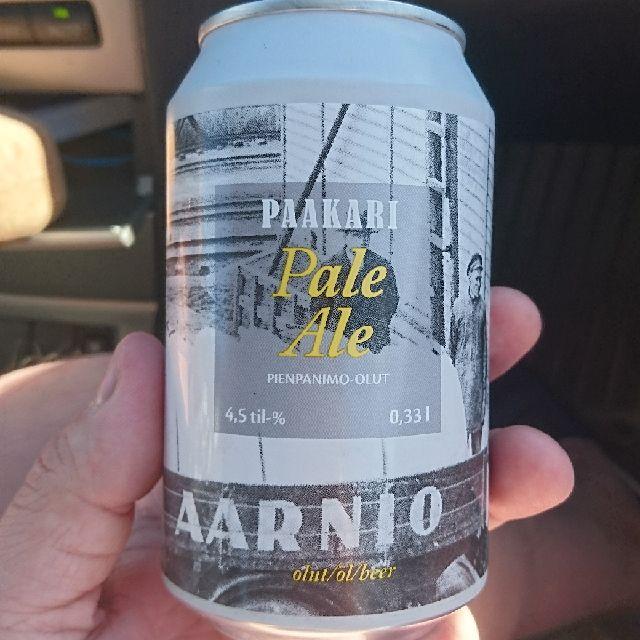 PAAKARI
Pale
Ale
PIENPANIMO-OLUT
4,5 til-% 0,33 l
AARNIO
olut/öl/beer